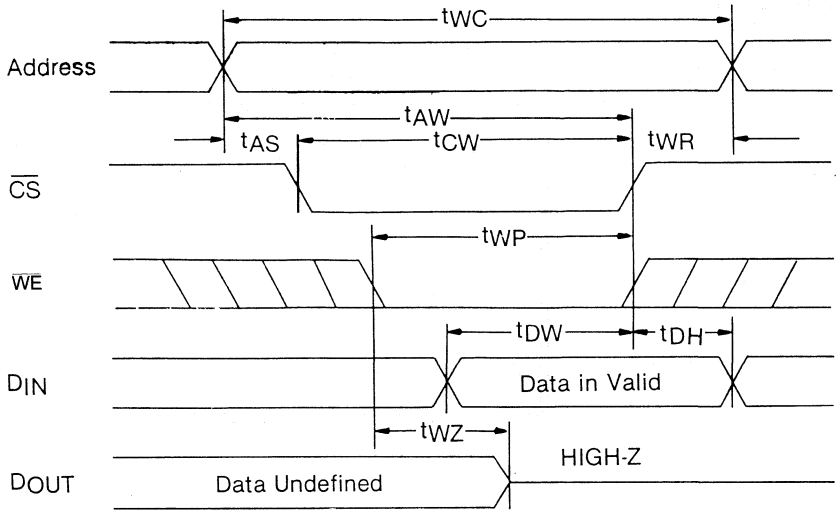 tWC
Address
tAW
tAS tCW tWR
CS
tWP
WE
tDW tDH
DIN Data in Valid
tWZ
HIGH-Z
DOUT Data Undefined